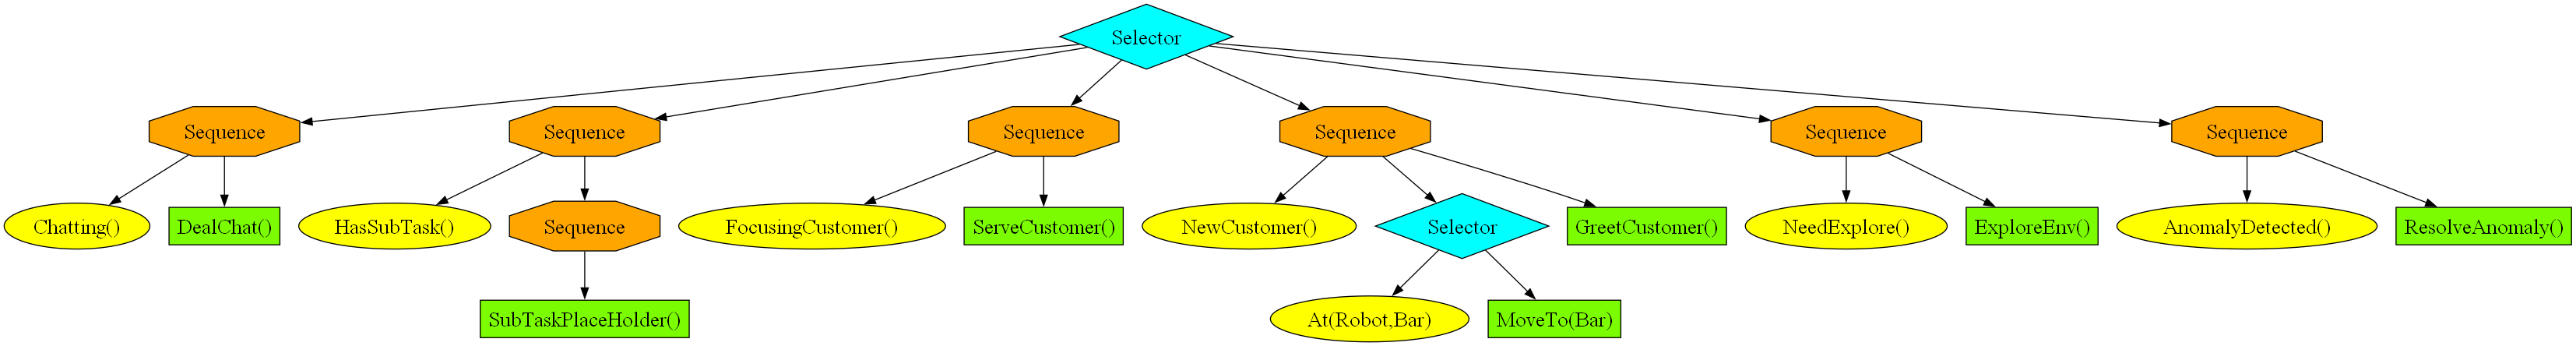 Selector
Sequence
Sequence
Sequence
Sequence
Sequence
Sequence
Chatting()
DealChat()
HasSubTask()
Sequence
FocusingCustomer()
ServeCustomer()
NewCustomer()
Selector
GreetCustomer()
NeedExplore()
ExploreEnv()
AnomalyDetected()
ResolveAnomaly()
SubTaskPlaceHolder()
At(Robot,Bar)
MoveTo(Bar)